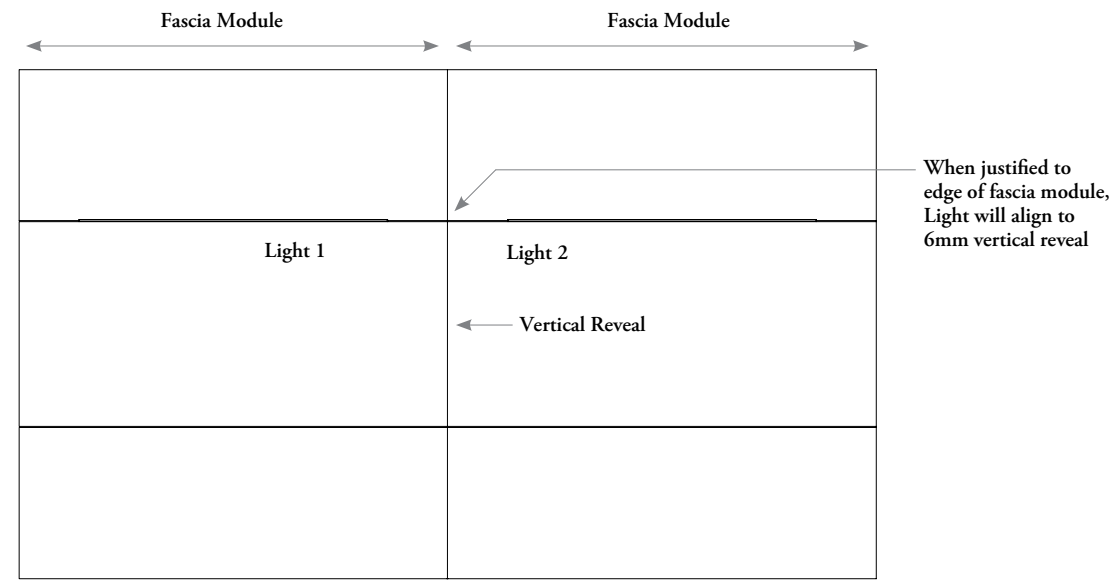 Fascia Module
Fascia Module
When justified to
edge of fascia module,
Light will align to
6mm vertical reveal
Light 1
Light 2
Vertical Reveal